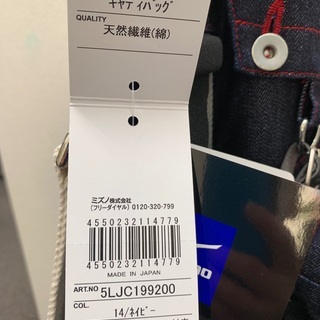 キャディバッグ
QUALITY
天然繊維(綿)
ミズノ株式会社
(フリーダイヤル) 0120-320-799
4550232114779
4550232114779
MADE IN JAPAN
ART.NO
5LJC199200
COL.
14/ネイビー